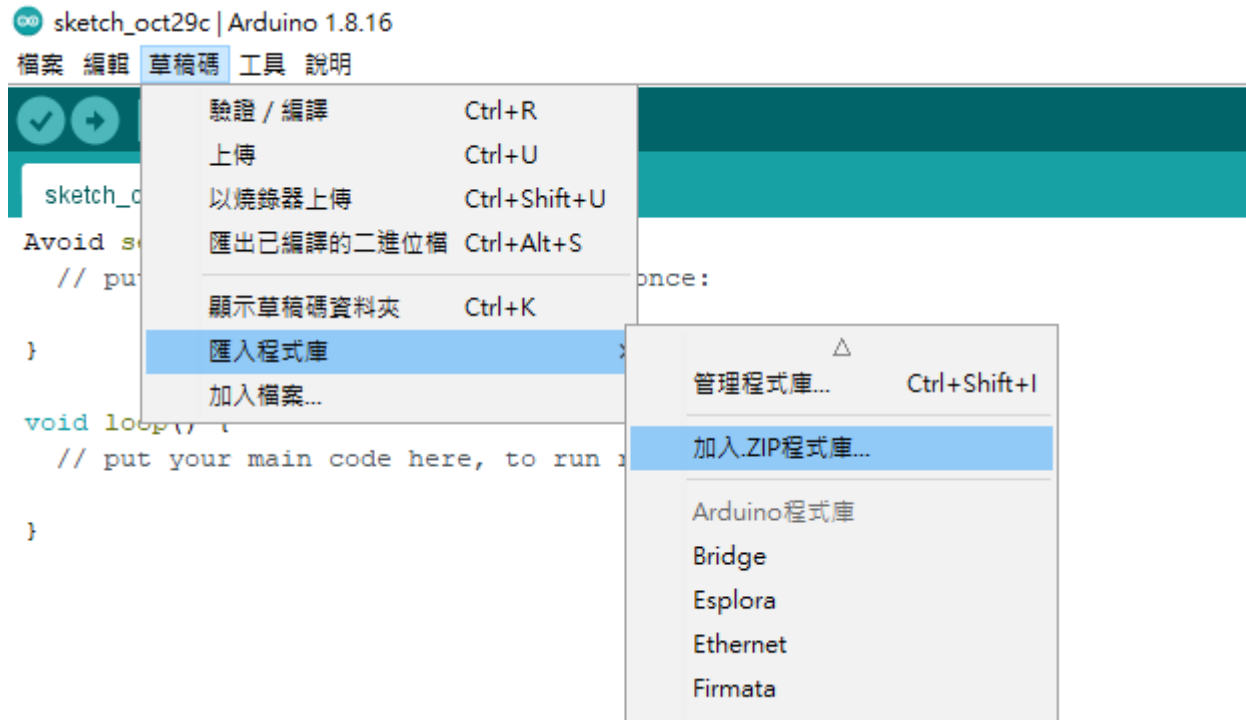 sketch_oct29c | Arduino 1.8.16
檔案 編輯 草稿碼 工具 說明
驗證 / 編譯 Ctrl+R
上傳 Ctrl+U
以燒錄器上傳 Ctrl+Shift+U
匯出已編譯的二進位檔 Ctrl+Alt+S
顯示草稿碼資料夾 Ctrl+K
匯入程式庫
加入檔案...
管理程式庫... Ctrl+Shift+I
加入.ZIP程式庫...
Arduino程式庫
Bridge
Esplora
Ethernet
Firmata
sketch_o
Avoid s
// pu once:
}
void loop() {
// put your main code here, to run
}